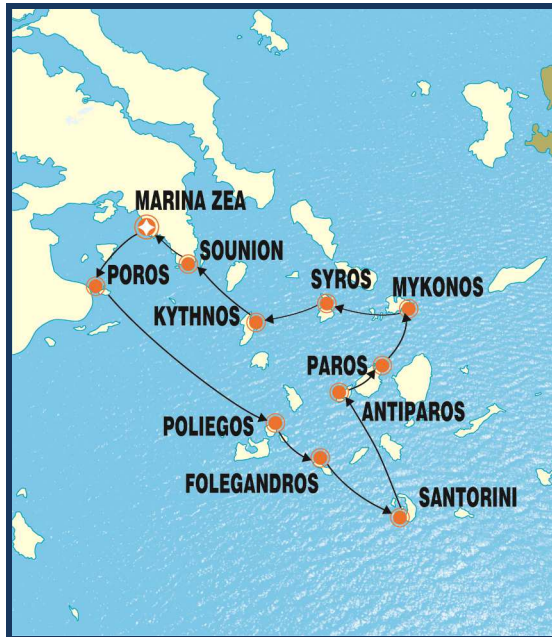 MARINA ZEA
SOUNION
POROS
SYROS
MYKONOS
KYTHNOS
PAROS
ANTIPAROS
POLIEGOS
FOLEGANDROS
SANTORINI